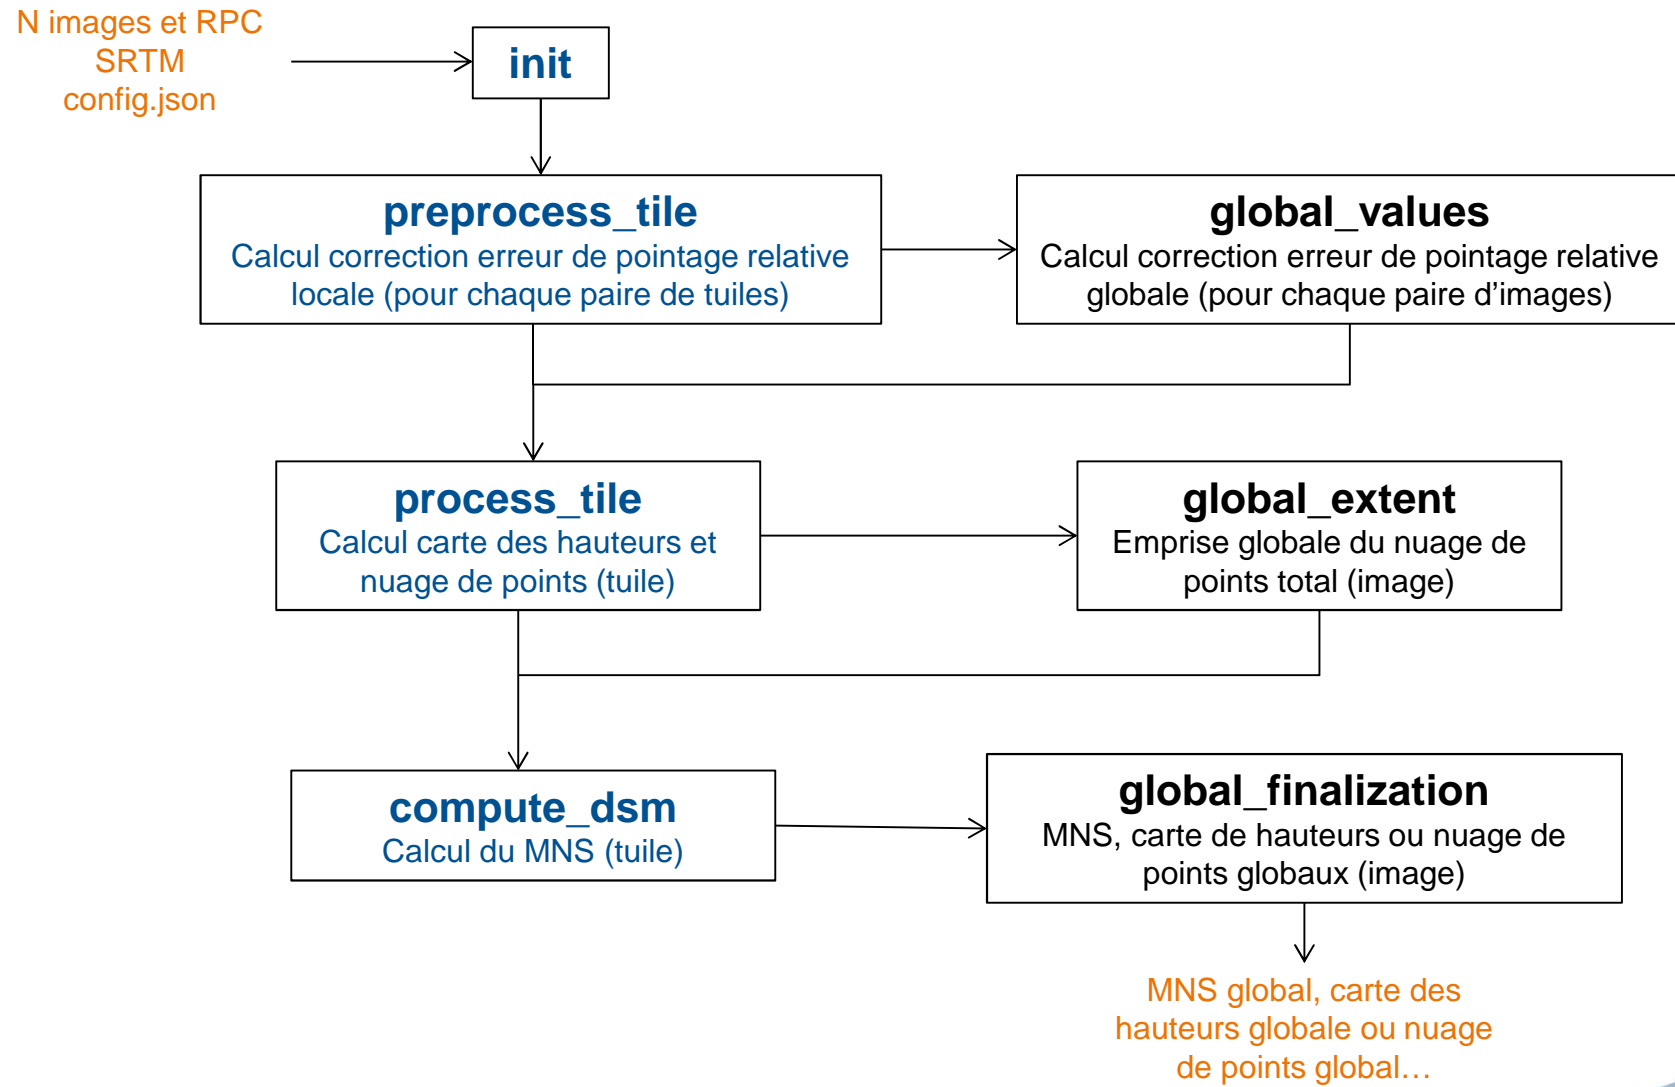 N images et RPC
SRTM
config.json
init
preprocess_tile
Calcul correction erreur de pointage relative
locale (pour chaque paire de tuiles)
global_values
Calcul correction erreur de pointage relative
globale (pour chaque paire d’images)
process_tile
Calcul carte des hauteurs et
nuage de points (tuile)
global_extent
Emprise globale du nuage de
points total (image)
compute_dsm
Calcul du MNS (tuile)
global_finalization
MNS, carte de hauteurs ou nuage de
points globaux (image)
MNS global, carte des
hauteurs globale ou nuage
de points global…